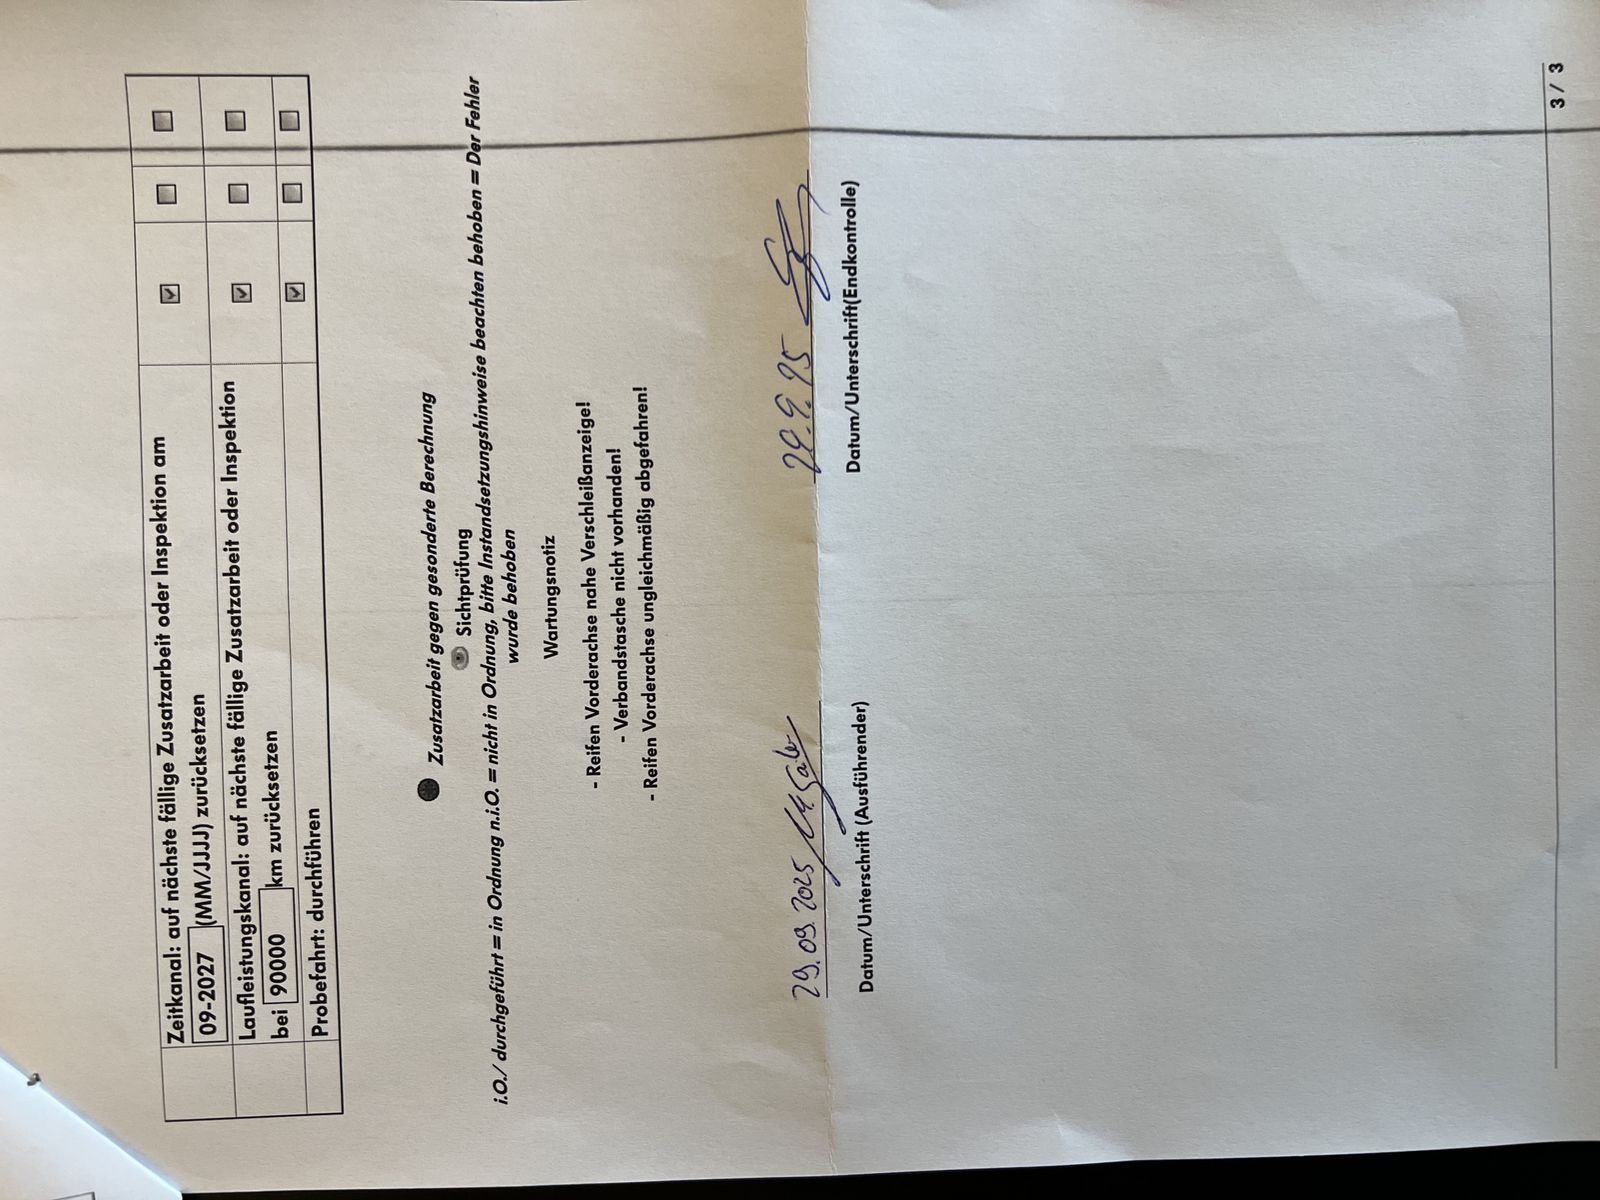 Zeitkanal: auf nächste fällige Zusatzarbeit oder Inspektion am
09-2027 (MM/JJJJ) zurücksetzen
Laufleistungskanal: auf nächste fällige Zusatzarbeit oder Inspektion
bei 90000 km zurücksetzen
Probefahrt: durchführen
Zusatzarbeit gegen gesonderte Berechnung
Sichtprüfung
i.O./ durchgeführt = in Ordnung n.i.O. = nicht in Ordnung, bitte Instandsetzungshinweise beachten behoben = Der Fehler
wurde behoben
Wartungsnotiz
- Reifen Vorderachse nahe Verschleißanzeige!
- Verbandstasche nicht vorhanden!
- Reifen Vorderachse ungleichmäßig abgefahren!
29.09.2025 29.9.25
Datum/Unterschrift (Ausführender) Datum/Unterschrift(Endkontrolle)
3 / 3